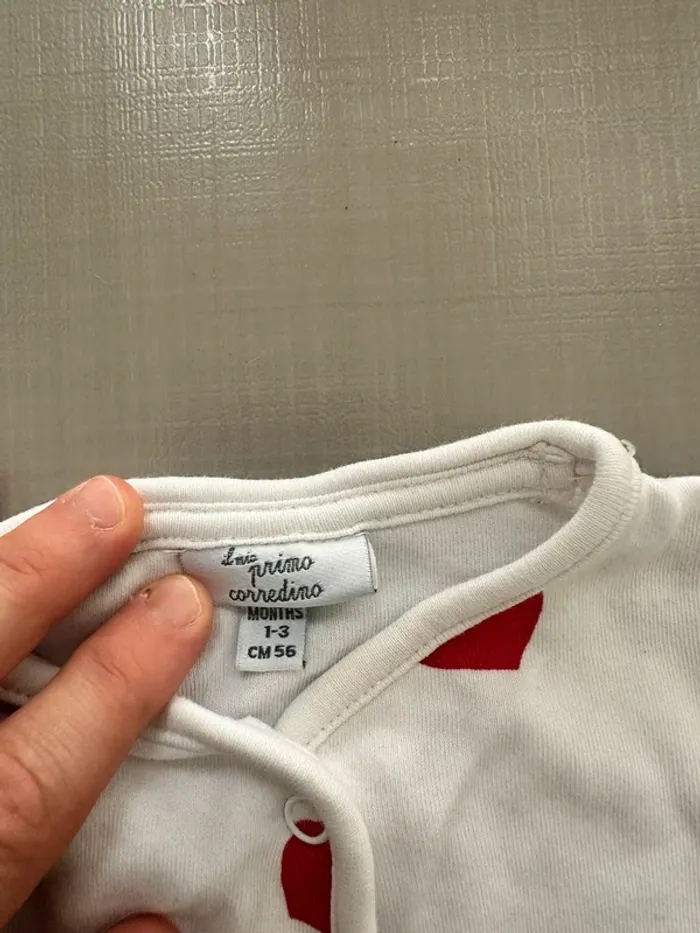 il mio
primo
corredino
MONTHS
1-3
CM 56